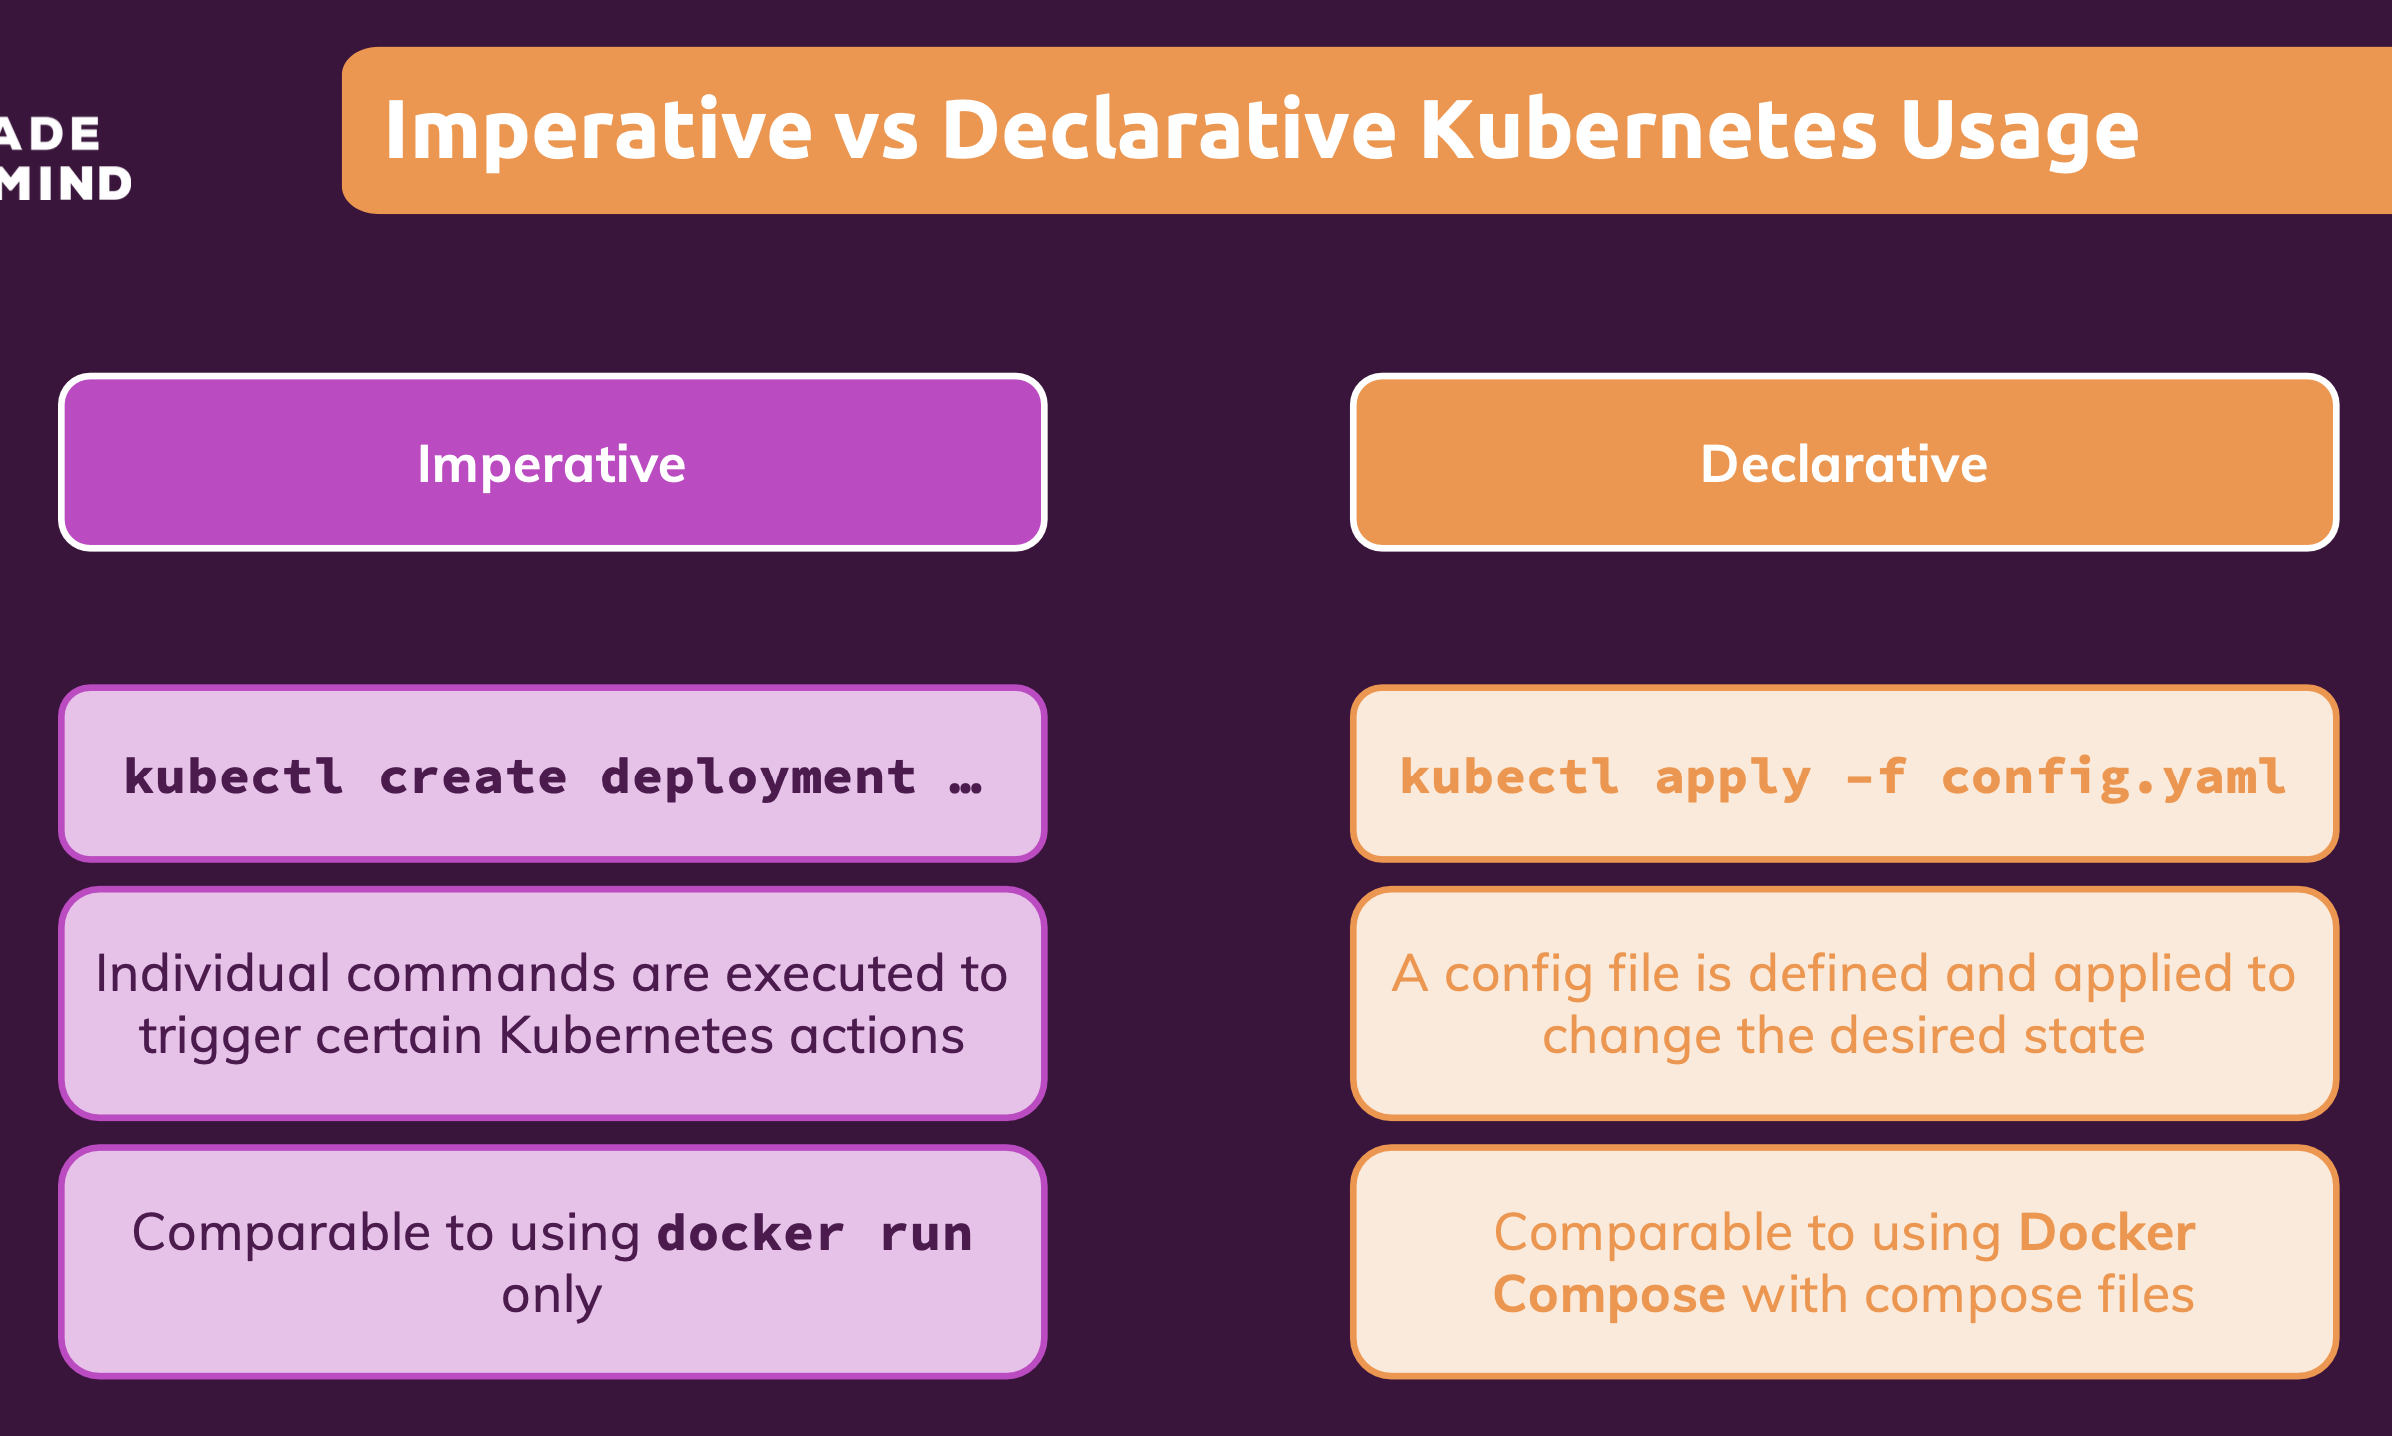 ADE
MIND
Imperative vs Declarative Kubernetes Usage
Imperative
Declarative
kubectl create deployment …
kubectl apply –f config.yaml
Individual commands are executed to
trigger certain Kubernetes actions
A config file is defined and applied to
change the desired state
Comparable to using docker run
only
Comparable to using Docker
Compose with compose files